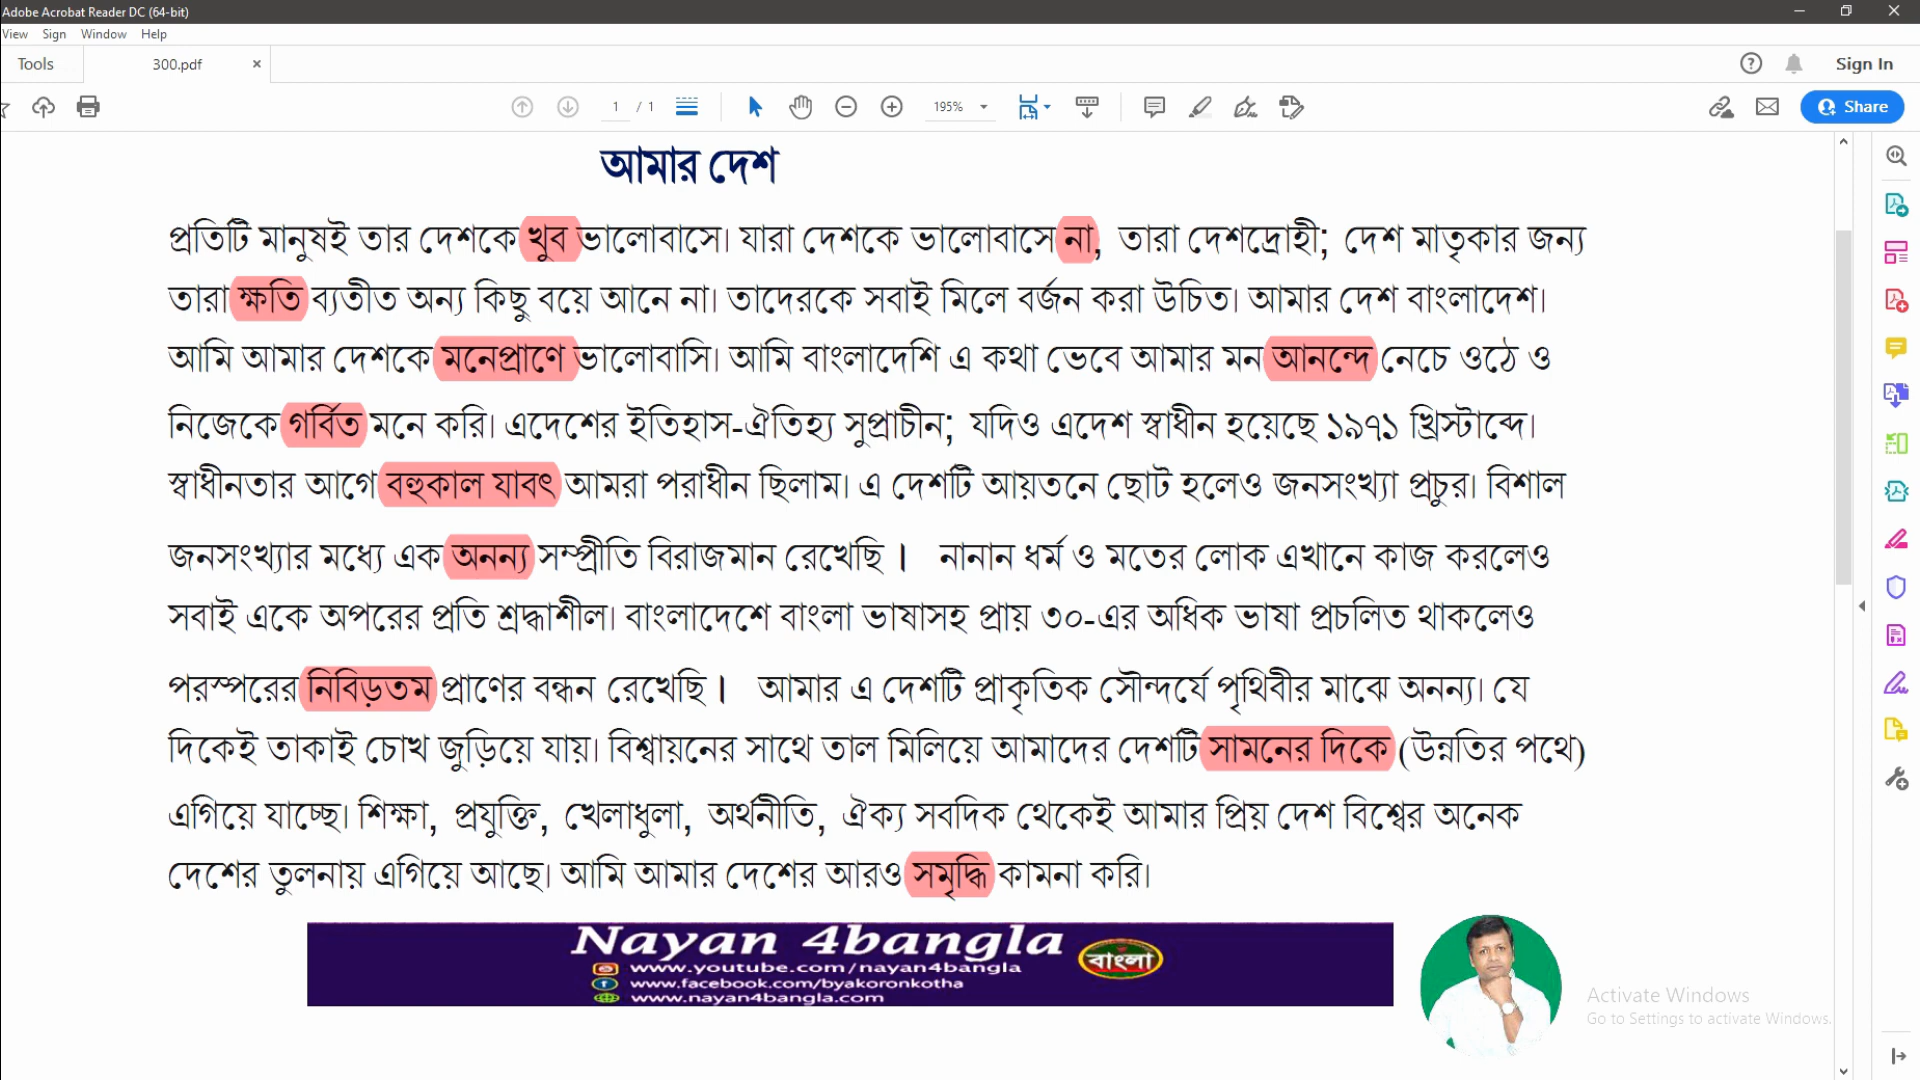 Adobe Acrobat Reader DC (64-bit)
View Sign Window Help
Tools 300.pdf Sign In
1 / 1 195% Share
আমার দেশ
প্রতিটি মানুষই তার দেশকে খুব ভালোবাসে। যারা দেশকে ভালোবাসে না, তারা দেশদ্রোহী; দেশ মাতৃকার জন্য
তারা ক্ষতি ব্যতীত অন্য কিছু বয়ে আনে না। তাদেরকে সবাই মিলে বর্জন করা উচিত। আমার দেশ বাংলাদেশ।
আমি আমার দেশকে মনেপ্রাণে ভালোবাসি। আমি বাংলাদেশি এ কথা ভেবে আমার মন আনন্দে নেচে ওঠে ও
নিজেকে গর্বিত মনে করি। এদেশের ইতিহাস-ঐতিহ্য সুপ্রাচীন; যদিও এদেশ স্বাধীন হয়েছে ১৯৭১ খ্রিস্টাব্দে।
স্বাধীনতার আগে বহুকাল যাবৎ আমরা পরাধীন ছিলাম। এ দেশটি আয়তনে ছোট হলেও জনসংখ্যা প্রচুর। বিশাল
জনসংখ্যার মধ্যে এক অনন্য সম্প্রীতি বিরাজমান রেখেছি । নানান ধর্ম ও মতের লোক এখানে কাজ করলেও
সবাই একে অপরের প্রতি শ্রদ্ধাশীল। বাংলাদেশে বাংলা ভাষাসহ প্রায় ৩০-এর অধিক ভাষা প্রচলিত থাকলেও
পরস্পরের নিবিড়তম প্রাণের বন্ধন রেখেছি । আমার এ দেশটি প্রাকৃতিক সৌন্দর্যে পৃথিবীর মাঝে অনন্য। যে
দিকেই তাকাই চোখ জুড়িয়ে যায়। বিশ্বায়নের সাথে তাল মিলিয়ে আমাদের দেশটি সামনের দিকে (উন্নতির পথে)
এগিয়ে যাচ্ছে। শিক্ষা, প্রযুক্তি, খেলাধুলা, অর্থনীতি, ঐক্য সবদিক থেকেই আমার প্রিয় দেশ বিশ্বের অনেক
দেশের তুলনায় এগিয়ে আছে। আমি আমার দেশের আরও সমৃদ্ধি কামনা করি।
Nayan 4bangla
বাংলা
www.youtube.com/nayan4bangla
www.facebook.com/byakoronkotha
www.nayan4bangla.com
Activate Windows
Go to Settings to activate Windows.